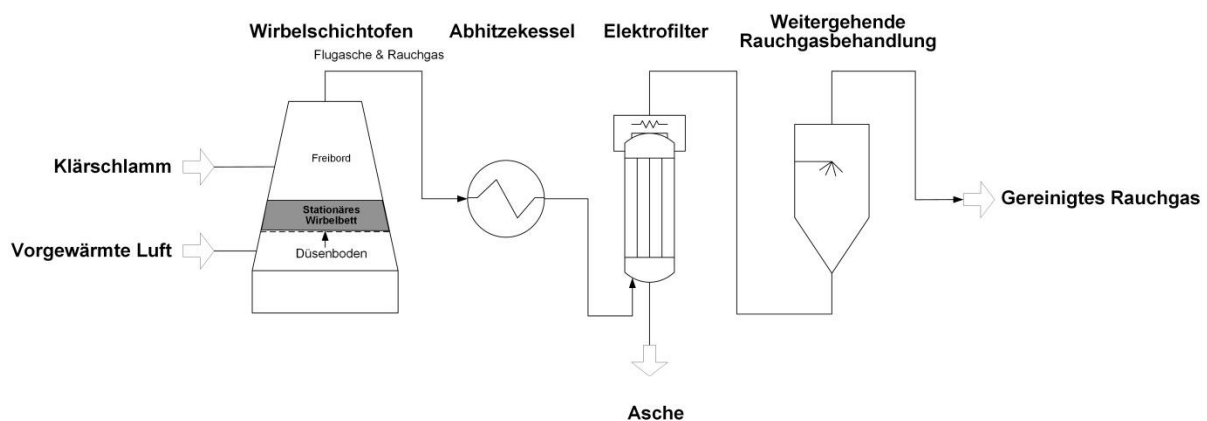 Wirbelschichtofen
Abhitzekessel
Elektrofilter
Weitergehende
Rauchgasbehandlung
Flugasche & Rauchgas
Klärschlamm
Freibord
Stationäres
Wirbelbett
Vorgewärmte Luft
Düsenboden
Gereinigtes Rauchgas
Asche